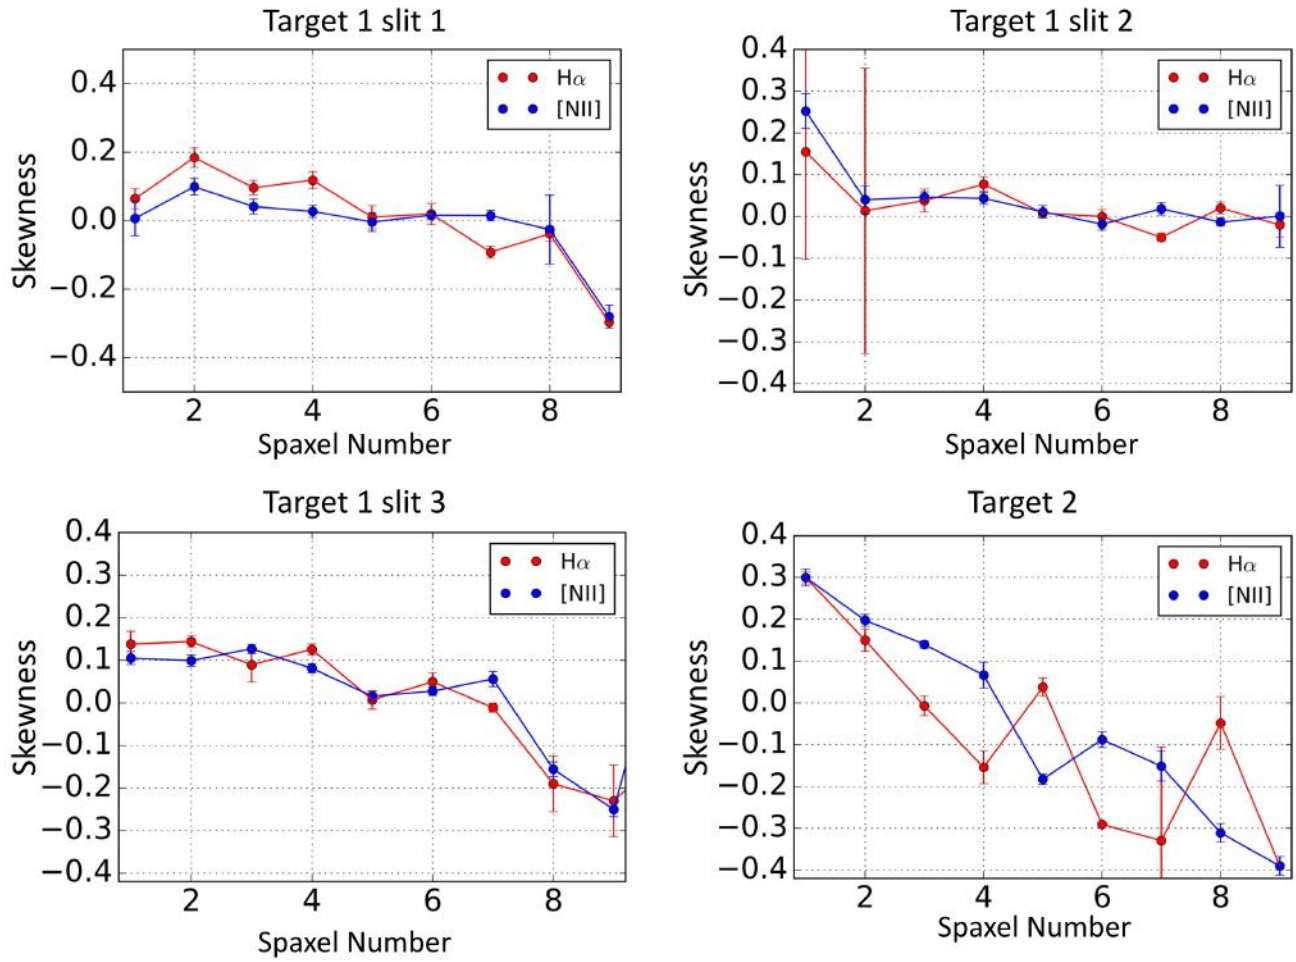 Target 1 slit 1
0.4
0.2
0.0
−0.2
−0.4
Skewness
Hα
[NII]
2 4 6 8
Spaxel Number
Target 1 slit 2
0.4
0.3
0.2
0.1
0.0
−0.1
−0.2
−0.3
−0.4
Skewness
Hα
[NII]
2 4 6 8
Spaxel Number
Target 1 slit 3
0.4
0.3
0.2
0.1
0.0
−0.1
−0.2
−0.3
−0.4
Skewness
Hα
[NII]
2 4 6 8
Spaxel Number
Target 2
0.4
0.3
0.2
0.1
0.0
−0.1
−0.2
−0.3
−0.4
Skewness
Hα
[NII]
2 4 6 8
Spaxel Number